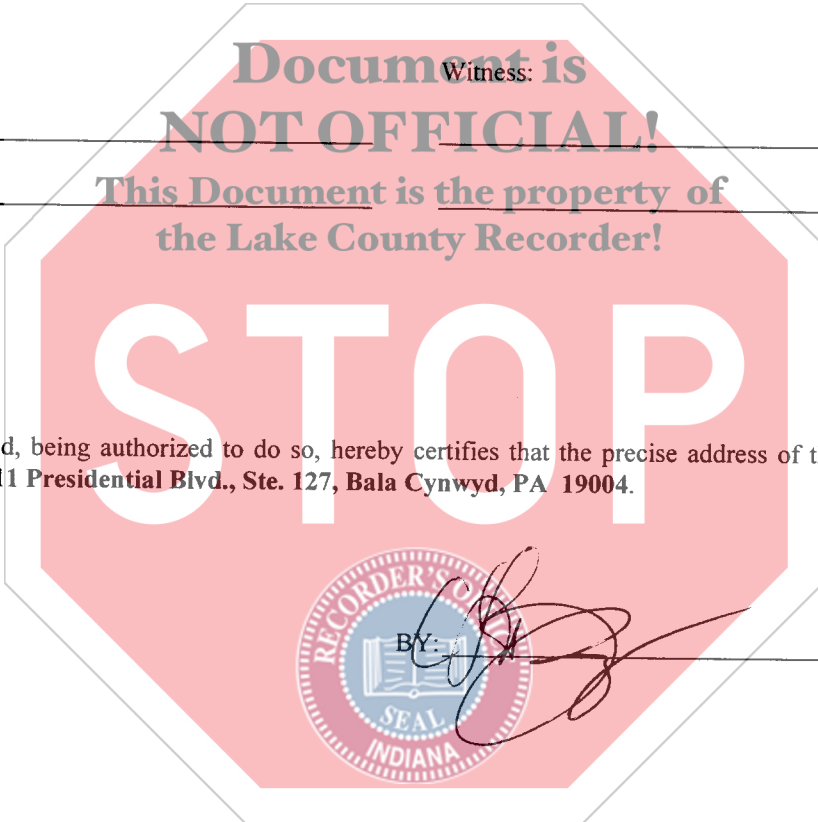 Document is
Witness:
NOT OFFICIAL!
This Document is the property of
the Lake County Recorder!
STOP
d, being authorized to do so, hereby certifies that the precise address of t
11 Presidential Blvd., Ste. 127, Bala Cynwyd, PA 19004.
RECORDER'S
BY:
SEAL
INDIANA